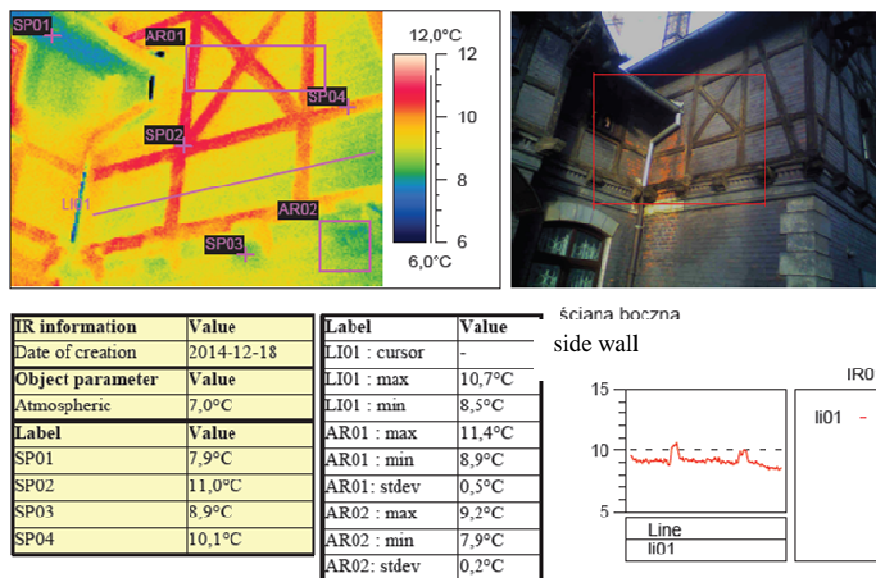 SP01
AR01
SP04
SP02
LI01
AR02
SP03
12,0°C
12
10
8
6
6,0°C
IR information Value
Date of creation 2014-12-18
Object parameter Value
Atmospheric 7,0°C
Label Value
SP01 7,9°C
SP02 11,0°C
SP03 8,9°C
SP04 10,1°C
Label Value
LI01 : cursor -
LI01 : max 10,7°C
LI01 : min 8,5°C
AR01 : max 11,4°C
AR01 : min 8,9°C
AR01: stdev 0,5°C
AR02 : max 9,2°C
AR02 : min 7,9°C
AR02: stdev 0,2°C
ściana boczna
side wall
15
10
5
Line
li01
IR0
li01 -